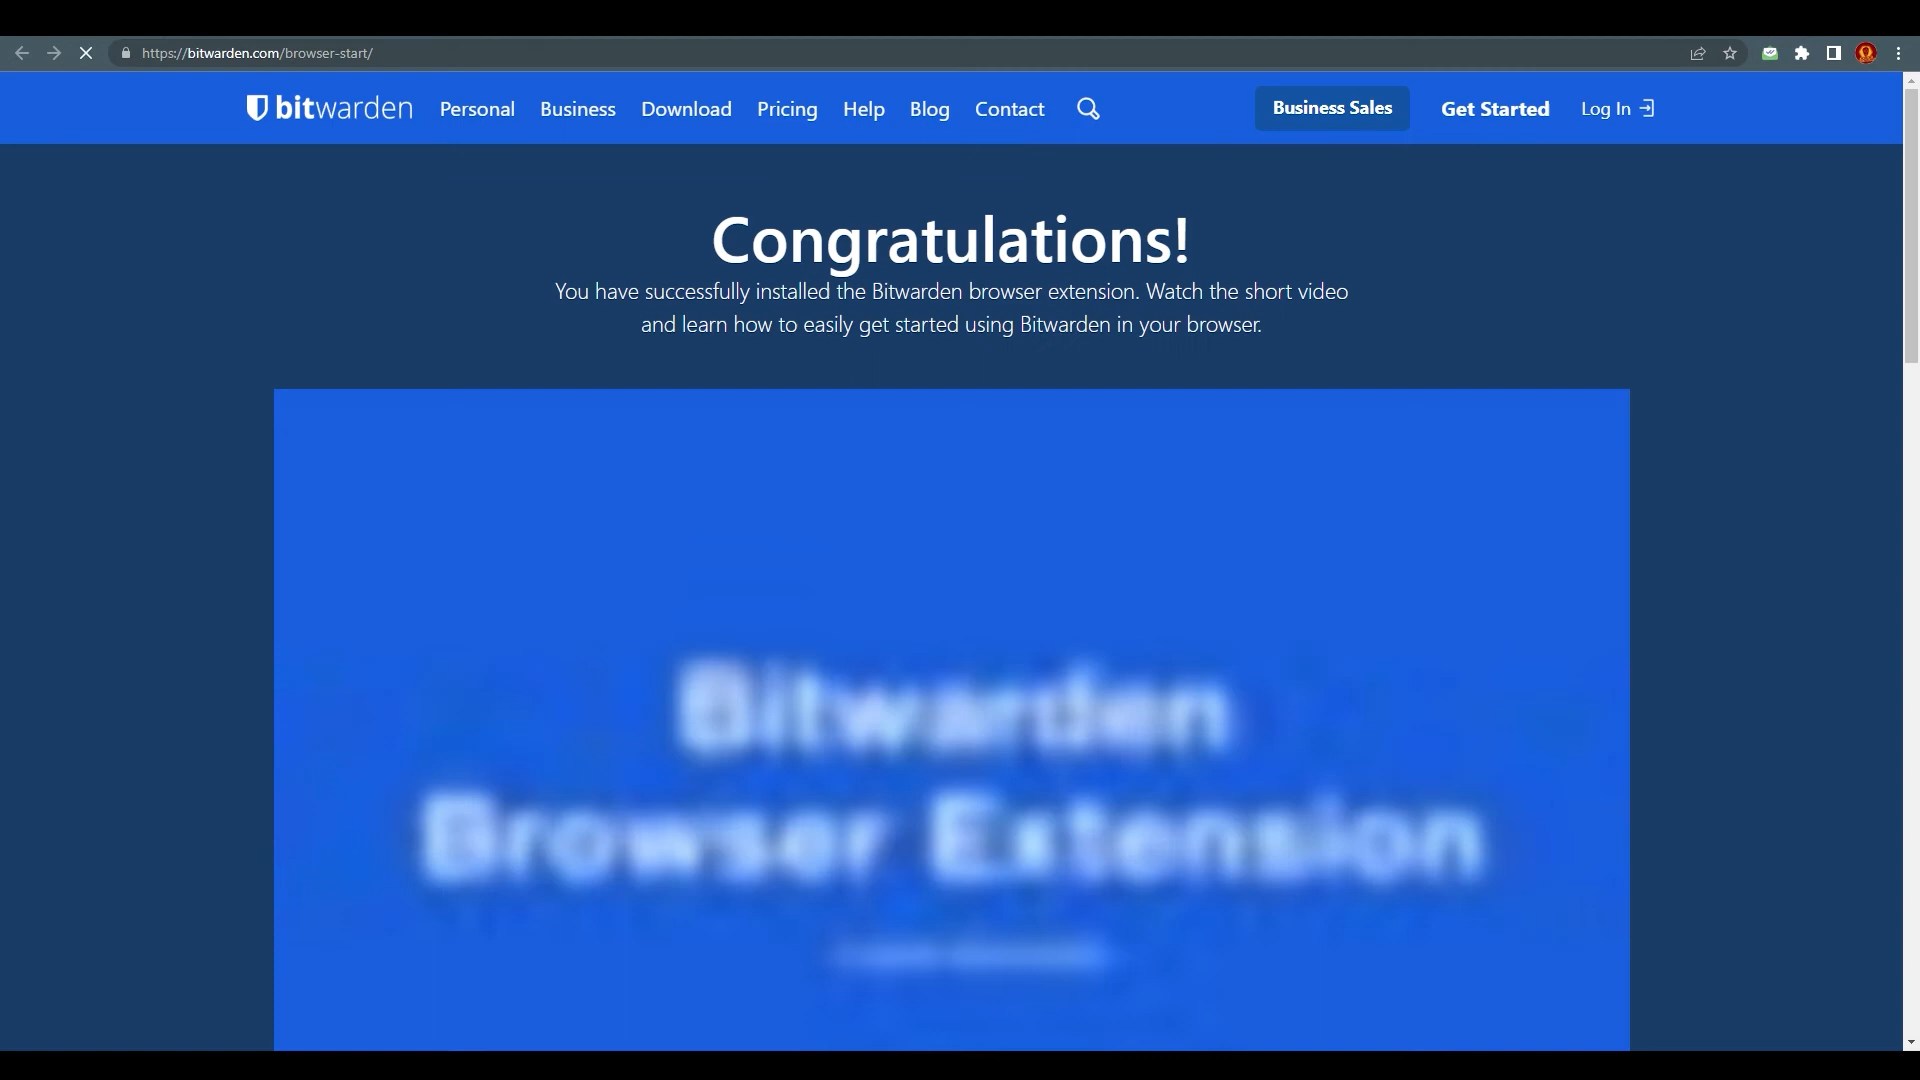 https://bitwarden.com/browser-start/
bitwarden Personal Business Download Pricing Help Blog Contact Business Sales Get Started Log In
Congratulations!
You have successfully installed the Bitwarden browser extension. Watch the short video
and learn how to easily get started using Bitwarden in your browser.
Bitwarden
Browser Extension